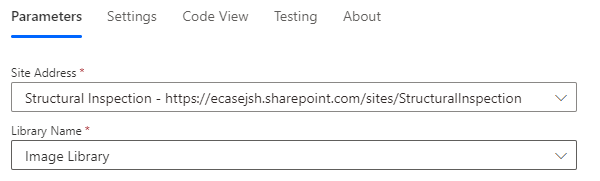 Parameters Settings Code View Testing About
Site Address *
Structural Inspection - https://ecasejsh.sharepoint.com/sites/StructuralInspection
Library Name *
Image Library